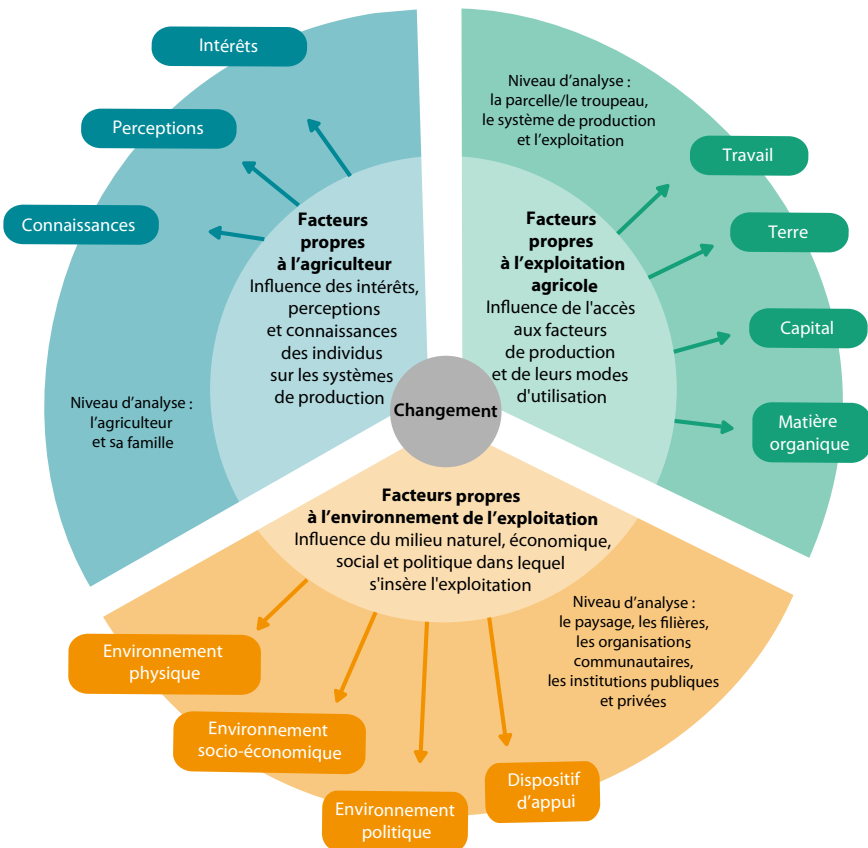 Intérêts
Perceptions
Connaissances
Facteurs
propres
à l’agriculteur
Influence des intérêts,
perceptions
et connaissances
des individus
sur les systèmes
de production
Niveau d’analyse :
l’agriculteur
et sa famille
Niveau d’analyse :
la parcelle/le troupeau,
le système de production
et l’exploitation
Travail
Terre
Capital
Matière
organique
Facteurs
propres
à l’exploitation
agricole
Influence de l'accès
aux facteurs
de production
et de leurs modes
d'utilisation
Changement
Facteurs propres
à l’environnement de l’exploitation
Influence du milieu naturel, économique,
social et politique dans lequel
s'insère l'exploitation
Niveau d’analyse :
le paysage, les filières,
les organisations
communautaires,
les institutions publiques
et privées
Environnement
physique
Environnement
socio-économique
Environnement
politique
Dispositif
d’appui